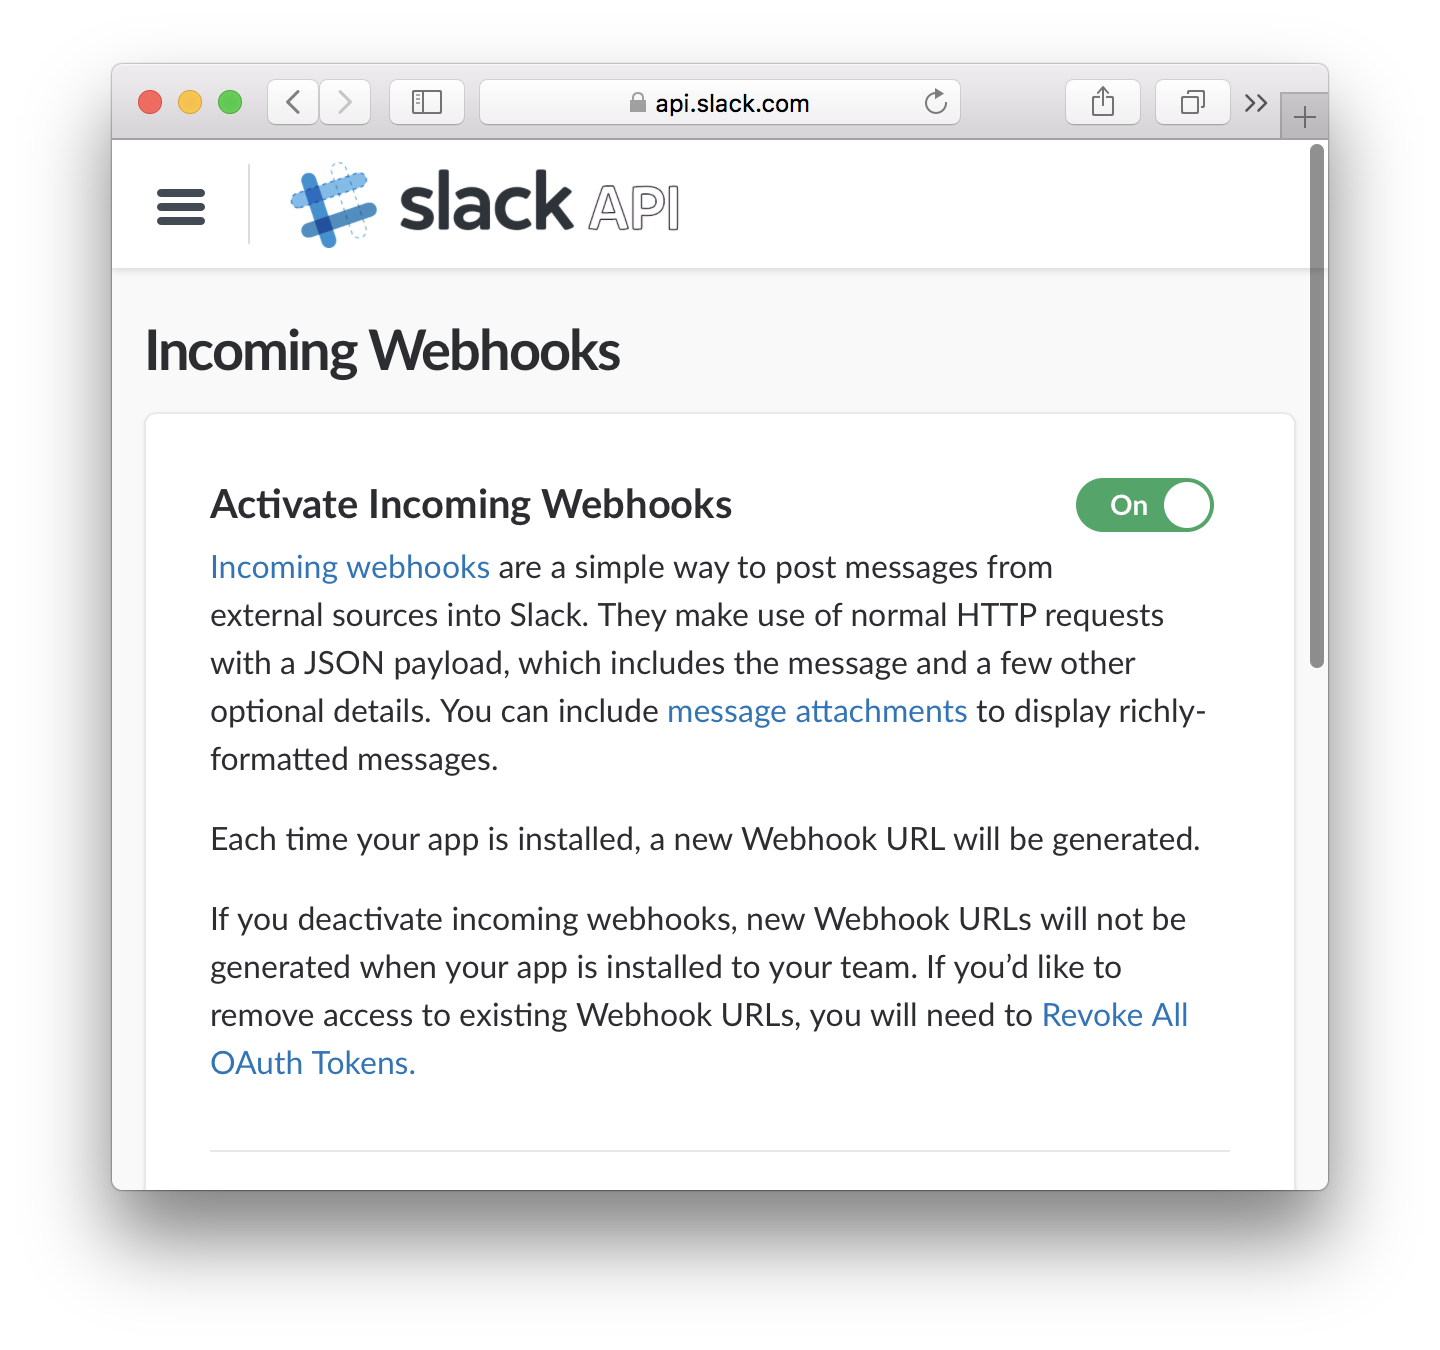 api.slack.com
slack API
Incoming Webhooks
Activate Incoming Webhooks
On
Incoming webhooks are a simple way to post messages from
external sources into Slack. They make use of normal HTTP requests
with a JSON payload, which includes the message and a few other
optional details. You can include message attachments to display richly-
formatted messages.
Each time your app is installed, a new Webhook URL will be generated.
If you deactivate incoming webhooks, new Webhook URLs will not be
generated when your app is installed to your team. If you’d like to
remove access to existing Webhook URLs, you will need to Revoke All
OAuth Tokens.